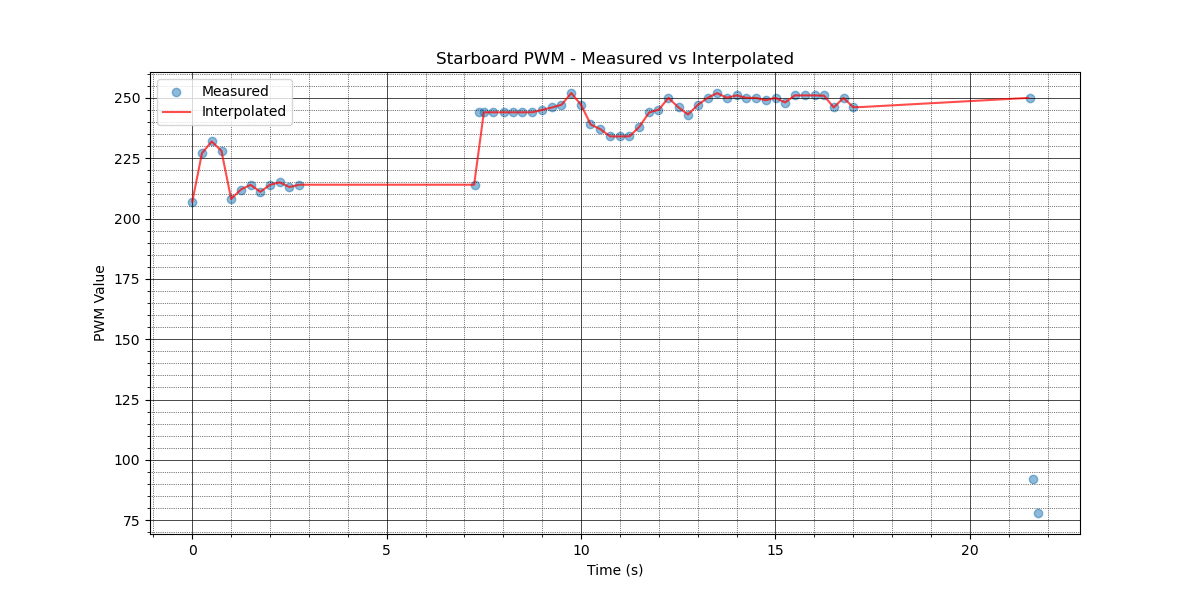 Starboard PWM - Measured vs Interpolated
Measured
Interpolated
250
225
200
175
150
125
100
75
PWM Value
0 5 10 15 20
Time (s)